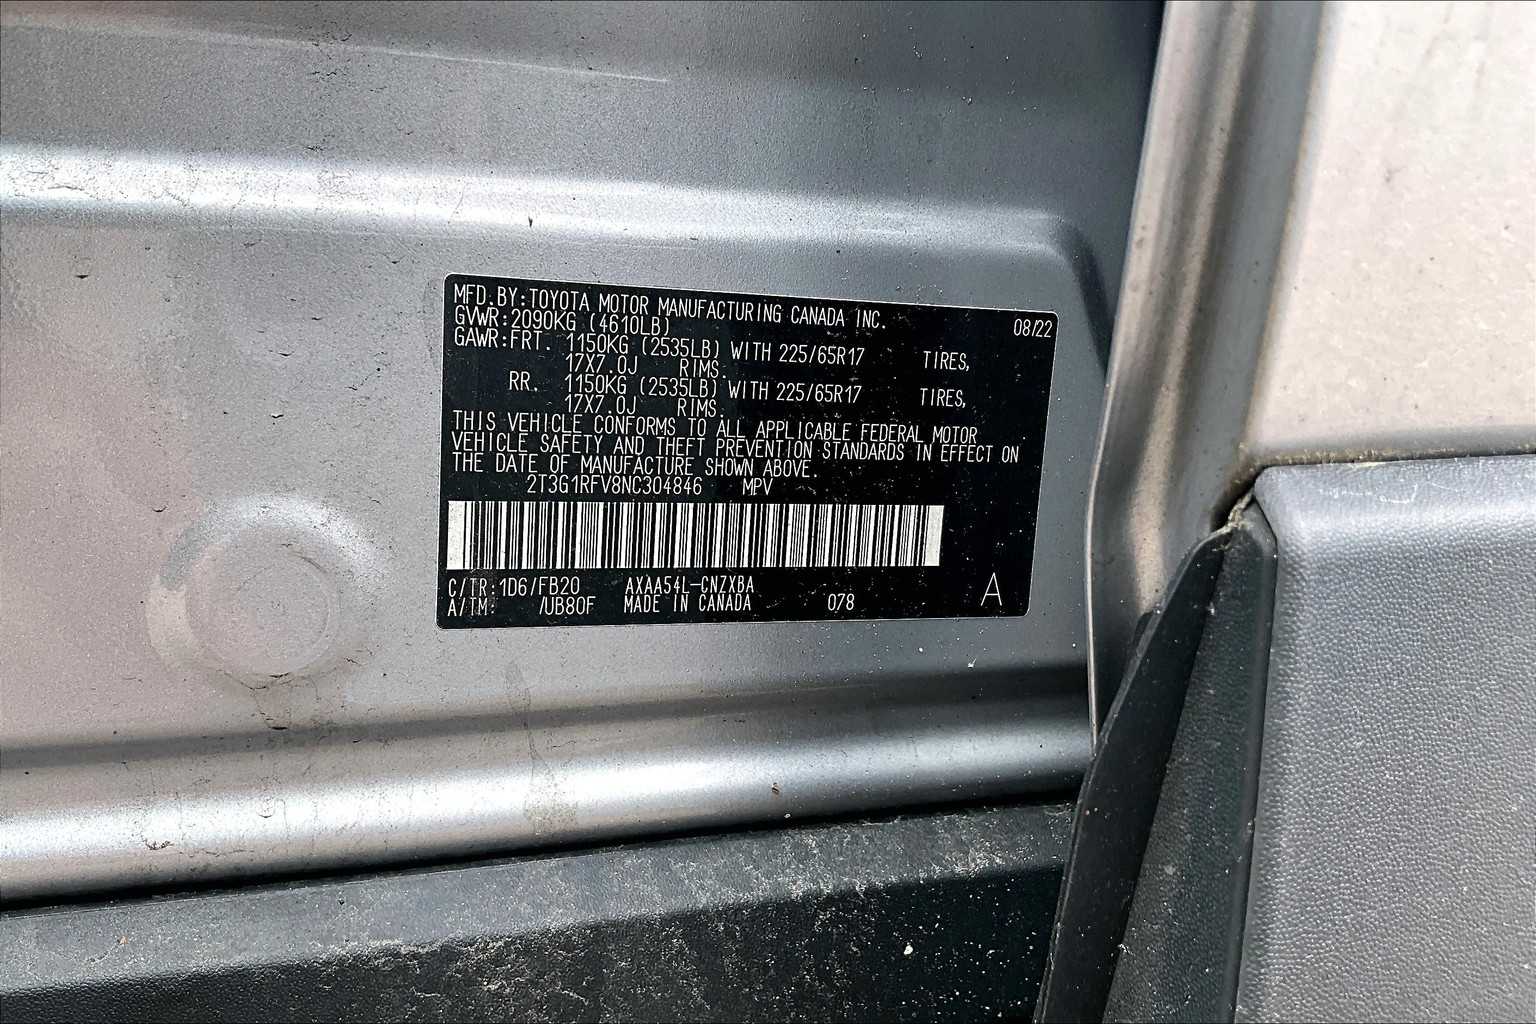 MFD.BY:TOYOTA MOTOR MANUFACTURING CANADA INC. 08/22
GVWR:2090KG (4610LB)
GAWR:FRT. 1150KG (2535LB) WITH 225/65R17 TIRES,
17X7.0J RIMS.
RR. 1150KG (2535LB) WITH 225/65R17 TIRES,
17X7.0J RIMS.
THIS VEHICLE CONFORMS TO ALL APPLICABLE FEDERAL MOTOR
VEHICLE SAFETY AND THEFT PREVENTION STANDARDS IN EFFECT ON
THE DATE OF MANUFACTURE SHOWN ABOVE.
2T3G1RFV8NC304846 MPV
C/TR:1D6/FB20 AXAA54L-CNZXBA
A/TM: /UB80F MADE IN CANADA 078 A